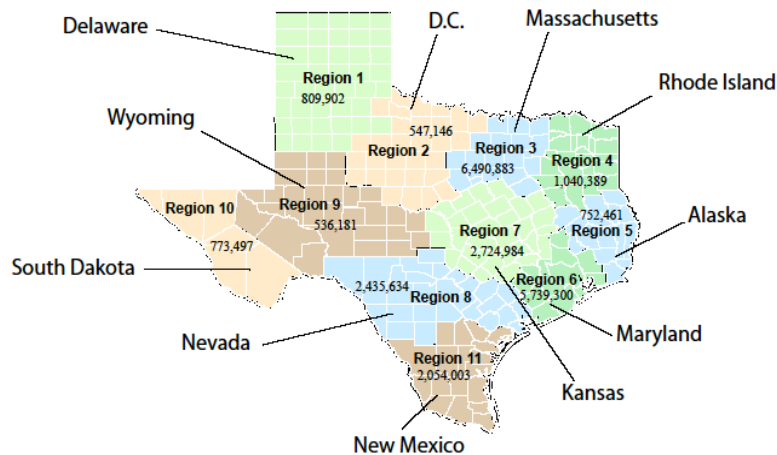 Delaware
D.C.
Massachusetts
Region 1
809,902
Rhode Island
Wyoming
547,146
Region 2
Region 3
6,490,883
Region 4
1,040,389
Region 9
536,181
Region 10
773,497
Region 7
2,724,984
752,461
Region 5
Alaska
South Dakota
2,435,634
Region 8
Region 6
5,739,300
Maryland
Nevada
Region 11
2,054,003
Kansas
New Mexico